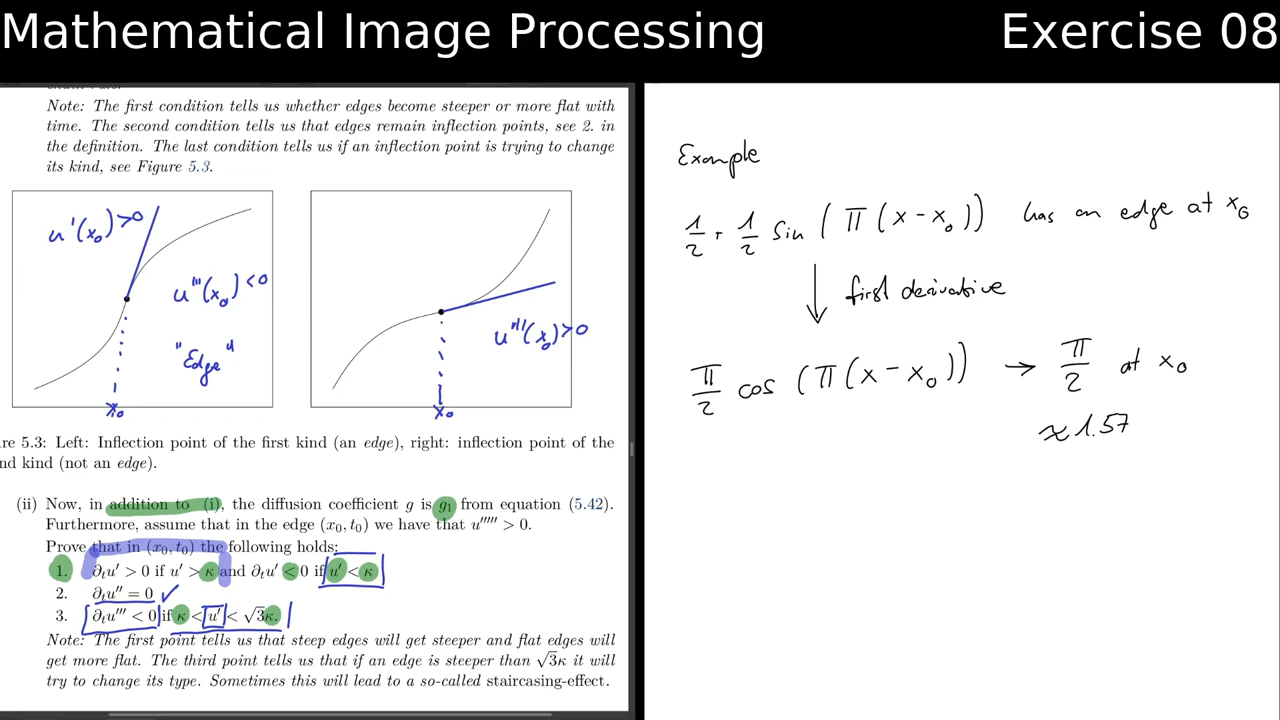 Mathematical Image Processing
Exercise 08
Note: The first condition tells us whether edges become steeper or more flat with
time. The second condition tells us that edges remain inflection points, see 2. in
the definition. The last condition tells us if an inflection point is trying to change
its kind, see Figure 5.3.
u'(x₀)>0
u'''(x₀)<0
"Edge"
x₀
u'''(x₀)>0
x₀
re 5.3: Left: Inflection point of the first kind (an edge), right: inflection point of the
nd kind (not an edge).
(ii) Now, in addition to (i), the diffusion coefficient g is g₁ from equation (5.42).
Furthermore, assume that in the edge (x₀, t₀) we have that u''''' > 0.
Prove that in (x₀, t₀) the following holds:
1. ∂ₜu' > 0 if u' > κ and ∂ₜu' < 0 if u' < κ
2. ∂ₜu'' = 0 ✓
3. ∂ₜu''' < 0 if κ < u' < √3κ.
Note: The first point tells us that steep edges will get steeper and flat edges will
get more flat. The third point tells us that if an edge is steeper than √3κ it will
try to change its type. Sometimes this will lead to a so-called staircasing-effect.
Example
1/2 + 1/2 sin (π(x-x₀)) has an edge at x₀
↓ first derivative
π/2 cos (π(x-x₀)) → π/2 at x₀
≈1.57